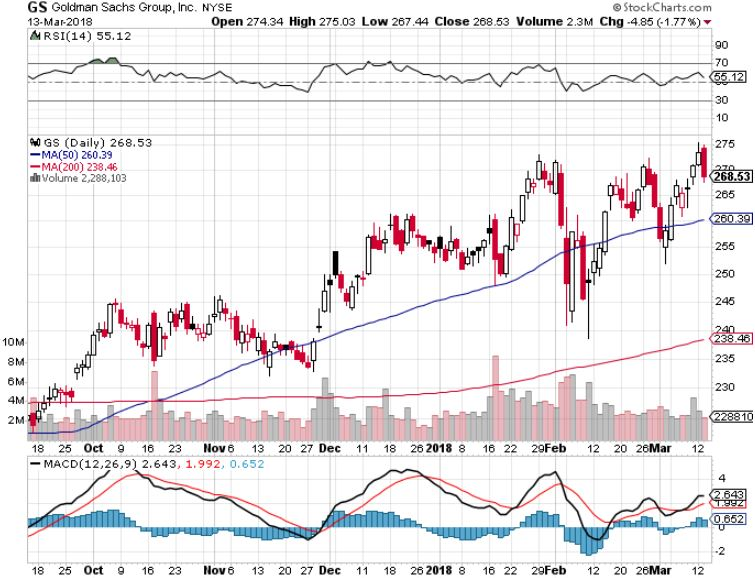 GS Goldman Sachs Group, Inc. NYSE © StockCharts.com
13-Mar-2018 Open 274.34 High 275.03 Low 267.44 Close 268.53 Volume 2.3M Chg -4.85 (-1.77%)
RSI(14) 55.12
90
70
55.12
30
10
GS (Daily) 268.53
MA(50) 260.39
MA(200) 238.46
Volume 2,288,103
275
270
268.53
265
260.39
255
250
245
240
238.46
235
230
228810
10M
8M
6M
4M
2M
18 25 Oct 9 16 23 Nov 6 13 20 27 Dec 11 18 26 2018 16 22 29 Feb 12 20 26 Mar 12
MACD(12,26,9) 2.643, 1.992, 0.652
4
2.643
1.992
0.652
0
-2
18 25 Oct 9 16 23 Nov 6 13 20 27 Dec 11 18 26 2018 16 22 29 Feb 12 20 26 Mar 12